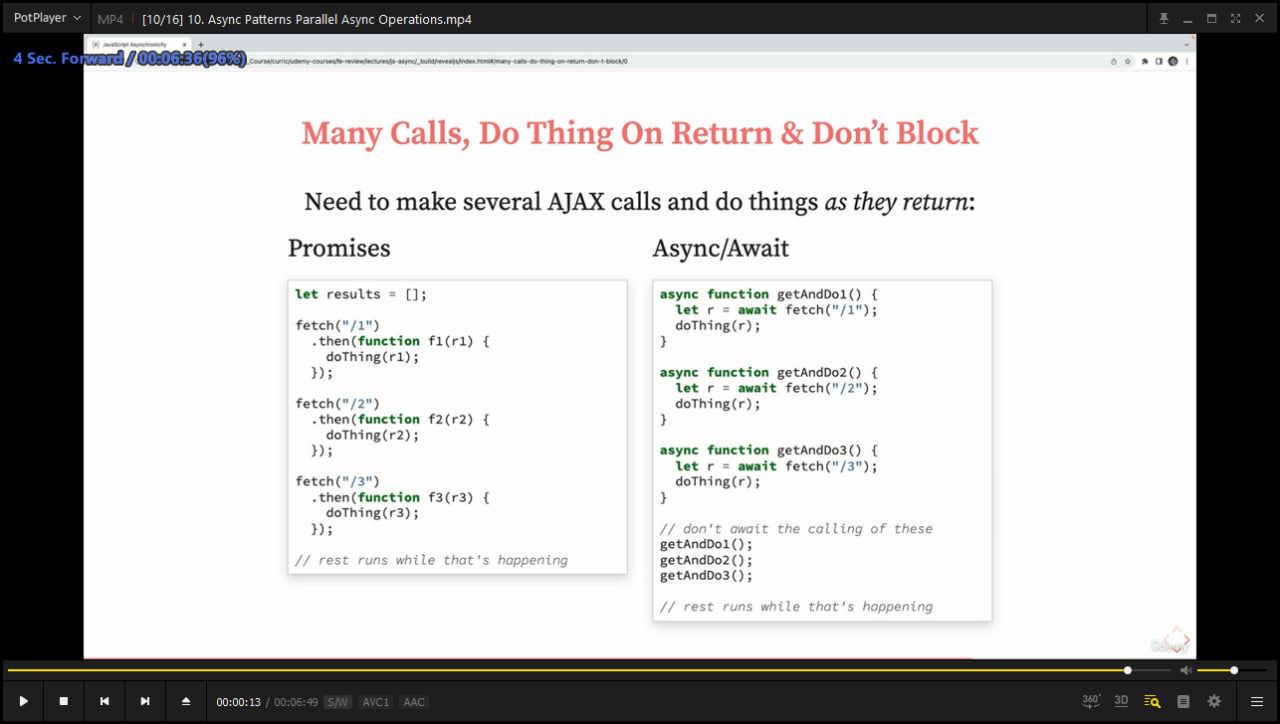 PotPlayer
MP4
[10/16] 10. Async Patterns Parallel Async Operations.mp4
JavaScript Asynchronicity
4 Sec. Forward / 00:06:36(96%)
_Course/curric/udemy-courses/fe-review/lectures/js-async/_build/revealjs/index.html#/many-calls-do-thing-on-return-don-t-block/0
Many Calls, Do Thing On Return & Don’t Block
Need to make several AJAX calls and do things as they return:
Promises
let results = [];
fetch("/1")
.then(function f1(r1) {
doThing(r1);
});
fetch("/2")
.then(function f2(r2) {
doThing(r2);
});
fetch("/3")
.then(function f3(r3) {
doThing(r3);
});
// rest runs while that's happening
Async/Await
async function getAndDo1() {
let r = await fetch("/1");
doThing(r);
}
async function getAndDo2() {
let r = await fetch("/2");
doThing(r);
}
async function getAndDo3() {
let r = await fetch("/3");
doThing(r);
}
// don't await the calling of these
getAndDo1();
getAndDo2();
getAndDo3();
// rest runs while that's happening
Udemy
00:00:13 / 00:06:49 S/W AVC1 AAC
360° 3D